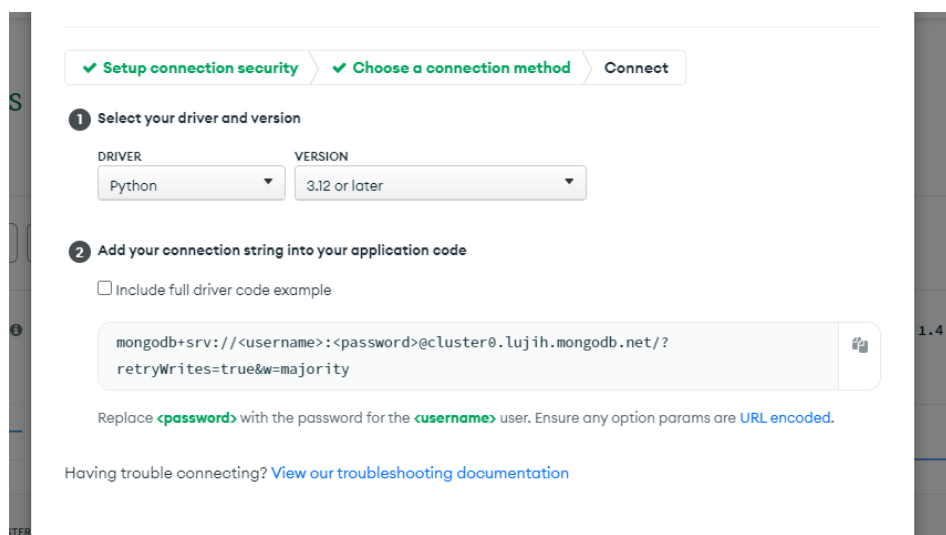 ✔ Setup connection security ✔ Choose a connection method Connect
S
1 Select your driver and version
DRIVER VERSION
Python 3.12 or later
2 Add your connection string into your application code
Include full driver code example
1.4
mongodb+srv://<username>:<password>@cluster0.lujih.mongodb.net/?
retryWrites=true&w=majority
Replace <password> with the password for the <username> user. Ensure any option params are URL encoded.
Having trouble connecting? View our troubleshooting documentation
STER